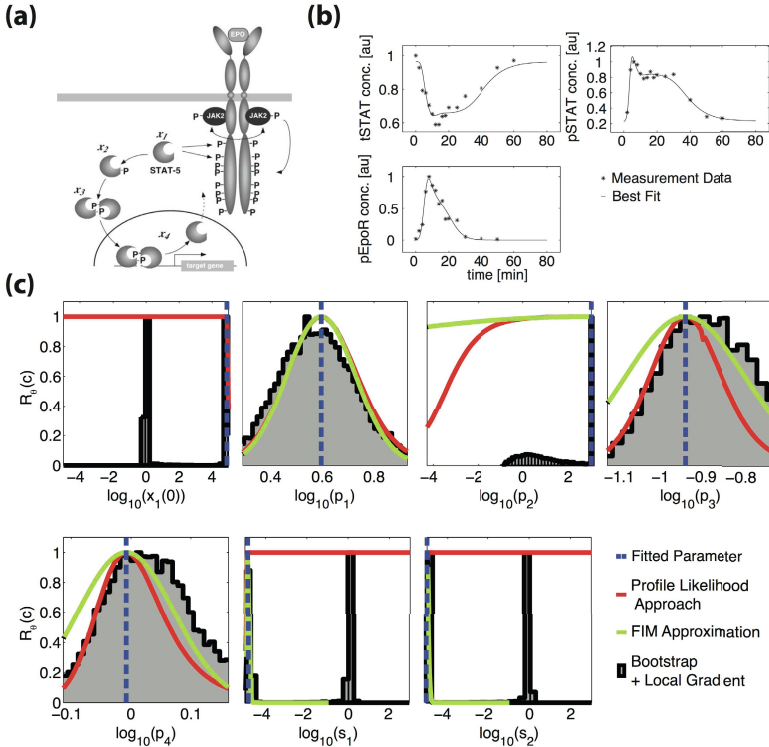 (a)
EPO
JAK2
JAK2
P
P
x1
x2
STAT-5
P
x3
P
P
x4
P
P
target gene
P
P
P
P
P
P
P
P
P
P
P
P
(b)
tSTAT conc. [au]
1
0.9
0.8
0.7
0.6
0.5
0 20 40 60 80
pSTAT conc. [au]
1.2
1
0.8
0.6
0.4
0.2
0 20 40 60 80
pEpoR conc. [au]
1
0.5
0
0 20 40 60 80
time [min]
* Measurement Data
– Best Fit
(c)
Rθ(c)
1
0.8
0.6
0.4
0.2
0
-4 -2 0 2 4
log10(x1(0))
0.4 0.6 0.8
log10(p1)
-4 -2 0 2
log10(p2)
-1.1 -1 -0.9 -0.8
log10(p3)
Rθ(c)
1
0.8
0.6
0.4
0.2
0
-0.1 0 0.1
log10(p4)
-4 -2 0 2
log10(s1)
-4 -2 0 2
log10(s2)
Fitted Parameter
Profile Likelihood
Approach
FIM Approximation
Bootstrap
+ Local Gradient